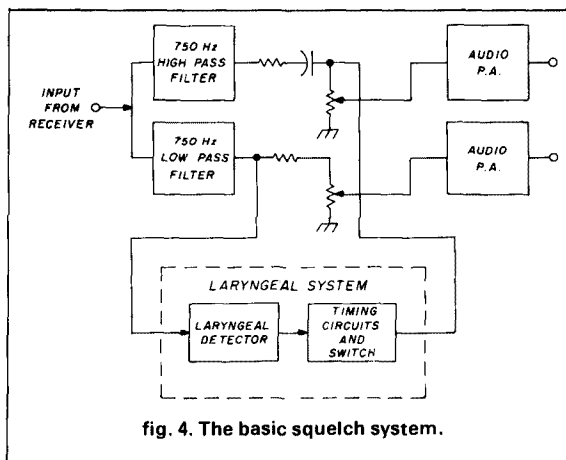 750 Hz
HIGH PASS
FILTER
AUDIO
P.A.
INPUT
FROM
RECEIVER
750 Hz
LOW PASS
FILTER
AUDIO
P.A.
LARYNGEAL SYSTEM
LARYNGEAL
DETECTOR
TIMING
CIRCUITS
AND
SWITCH
fig. 4. The basic squelch system.